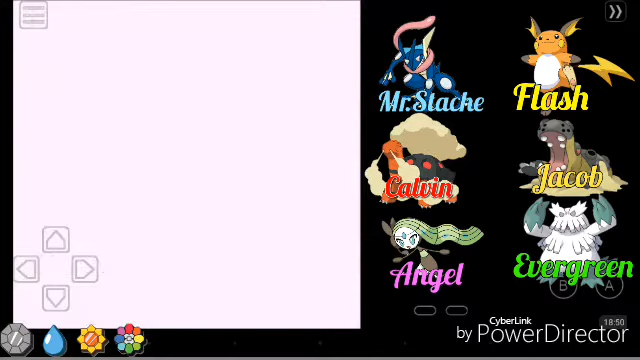 Mr.Slacke
Flash
Calvin
Jacob
Angel
Evergreen
B
A
18:50
CyberLink
by PowerDirector